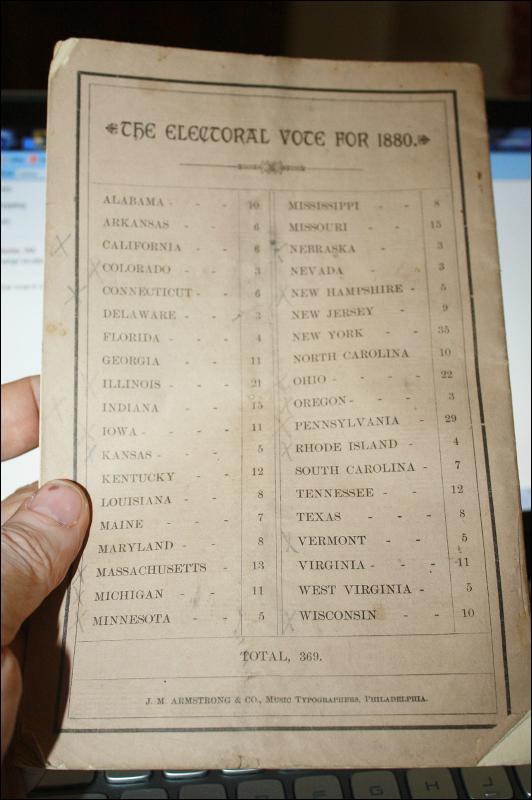 THE ELECTORAL VOTE FOR 1880.
ALABAMA - - 10
ARKANSAS - - 6
CALIFORNIA - - 6
COLORADO - - 3
CONNECTICUT - - 6
DELAWARE - - 3
FLORIDA - - 4
GEORGIA - - 11
ILLINOIS - - - 21
INDIANA - - 15
IOWA - - - 11
KANSAS - - - 5
KENTUCKY - - 12
LOUISIANA - - 8
MAINE - - - 7
MARYLAND - - 8
MASSACHUSETTS - 13
MICHIGAN - - 11
MINNESOTA - - 5
MISSISSIPPI - - 8
MISSOURI - - 15
NEBRASKA - - 3
NEVADA - - 3
NEW HAMPSHIRE - 5
NEW JERSEY - 9
NEW YORK - - 35
NORTH CAROLINA 10
OHIO - - - - 22
OREGON - - - 3
PENNSYLVANIA - 29
RHODE ISLAND - - 4
SOUTH CAROLINA - 7
TENNESSEE - - 12
TEXAS - - - 8
VERMONT - - 5
VIRGINIA - - - 11
WEST VIRGINIA - 5
WISCONSIN - - 10
TOTAL, 369.
J. M. ARMSTRONG & CO., MUSIC TYPOGRAPHERS, PHILADELPHIA.
G
H
J